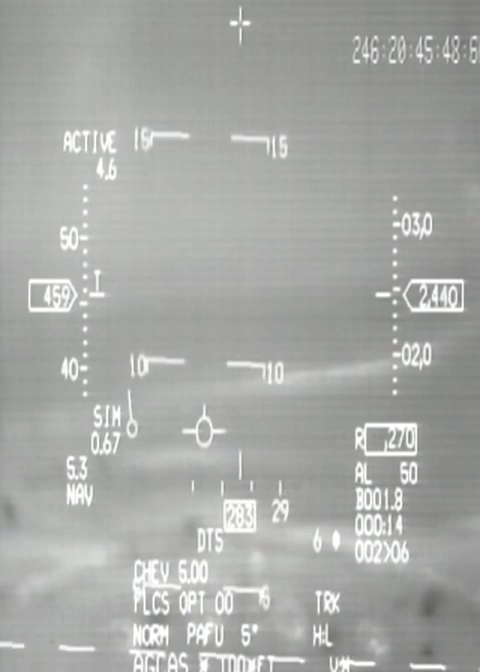 246:20:45:48:6
ACTIVE 15 15
4.6
50 03,0
459 T 2,440
40 10 10 02,0
SIM
0.67 R ,270
5.3 AL 50
NAV B001.8
000:14
283 29 002>06
DTS 6
CHEV 5.00
FLCS OPT 00 TRK
NORM PAFU 5° H:L
AGCAS